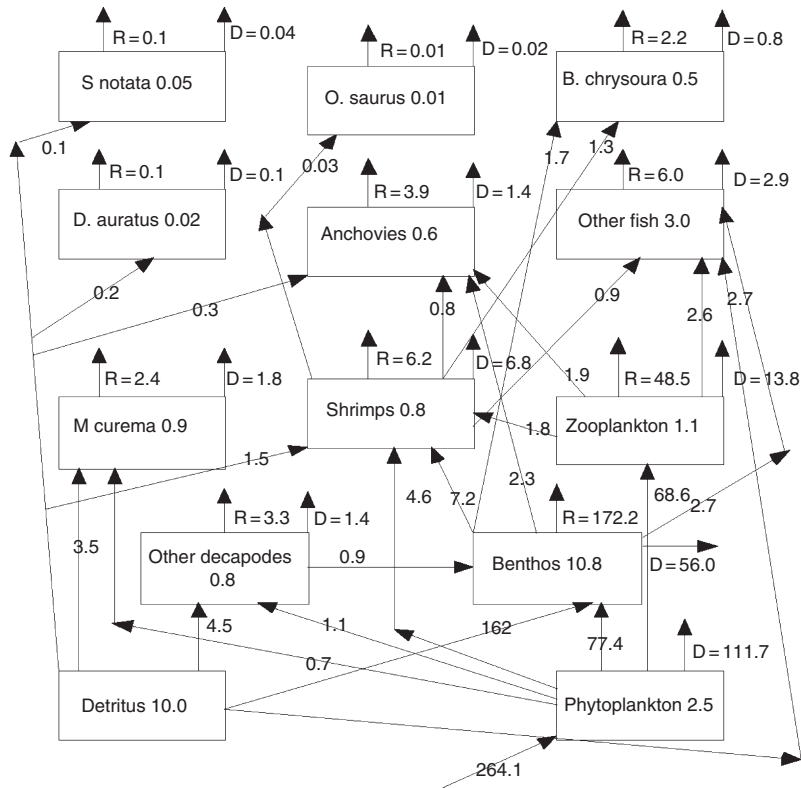 R=0.1
D=0.04
S notata 0.05
R=0.01
D=0.02
O. saurus 0.01
R=2.2
D=0.8
B. chrysoura 0.5
0.1
0.03
1.7
1.3
R=0.1
D=0.1
D. auratus 0.02
R=3.9
D=1.4
Anchovies 0.6
R=6.0
D=2.9
Other fish 3.0
0.2
0.3
0.8
0.9
2.6
2.7
R=2.4
D=1.8
M curema 0.9
R=6.2
D=6.8
Shrimps 0.8
1.9
R=48.5
D=13.8
Zooplankton 1.1
1.8
1.5
4.6
7.2
2.3
68.6
2.7
3.5
R=3.3
D=1.4
Other decapodes
0.8
0.9
R=172.2
Benthos 10.8
D=56.0
4.5
1.1
162
77.4
0.7
D=111.7
Detritus 10.0
Phytoplankton 2.5
264.1